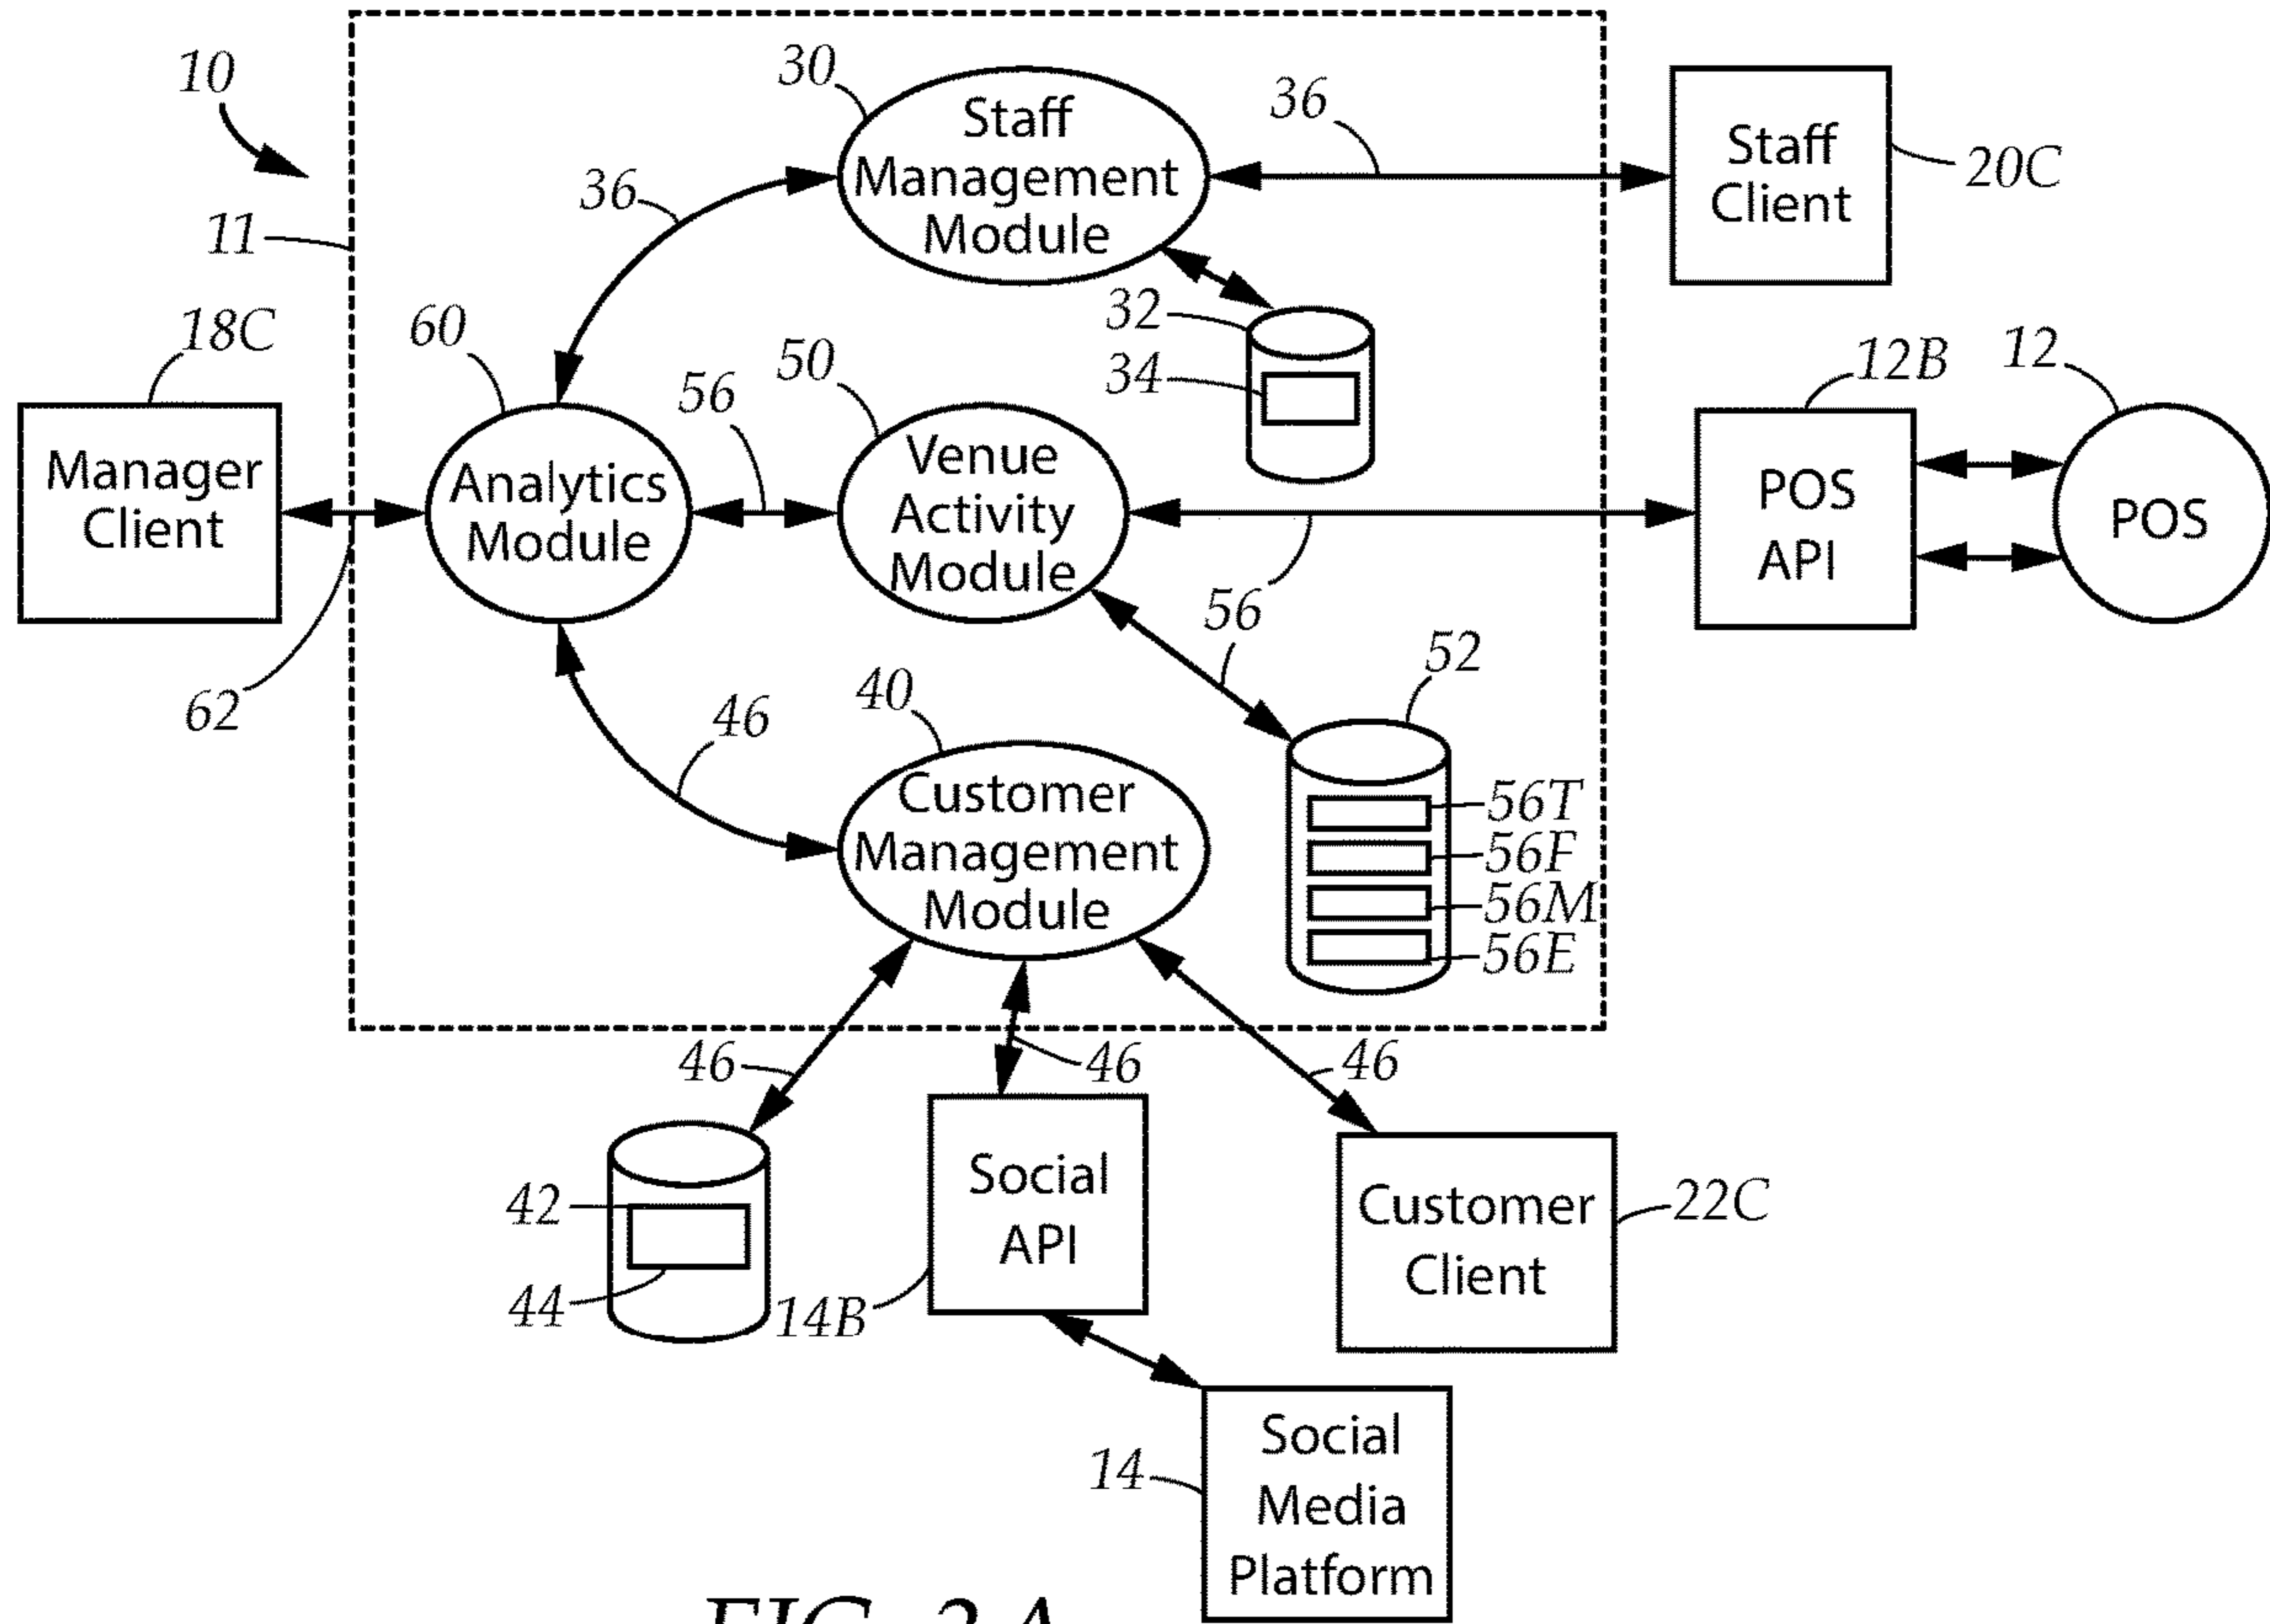 10
11
30
Staff
Management
Module
36
36
Staff
Client
20C
32
34
18C
Manager
Client
62
60
Analytics
Module
56
50
Venue
Activity
Module
56
12B
POS
API
12
POS
52
56T
56F
56M
56E
46
40
Customer
Management
Module
46
46
46
42
44
Social
API
14B
Customer
Client
22C
14
Social
Media
Platform
FIG. 2A